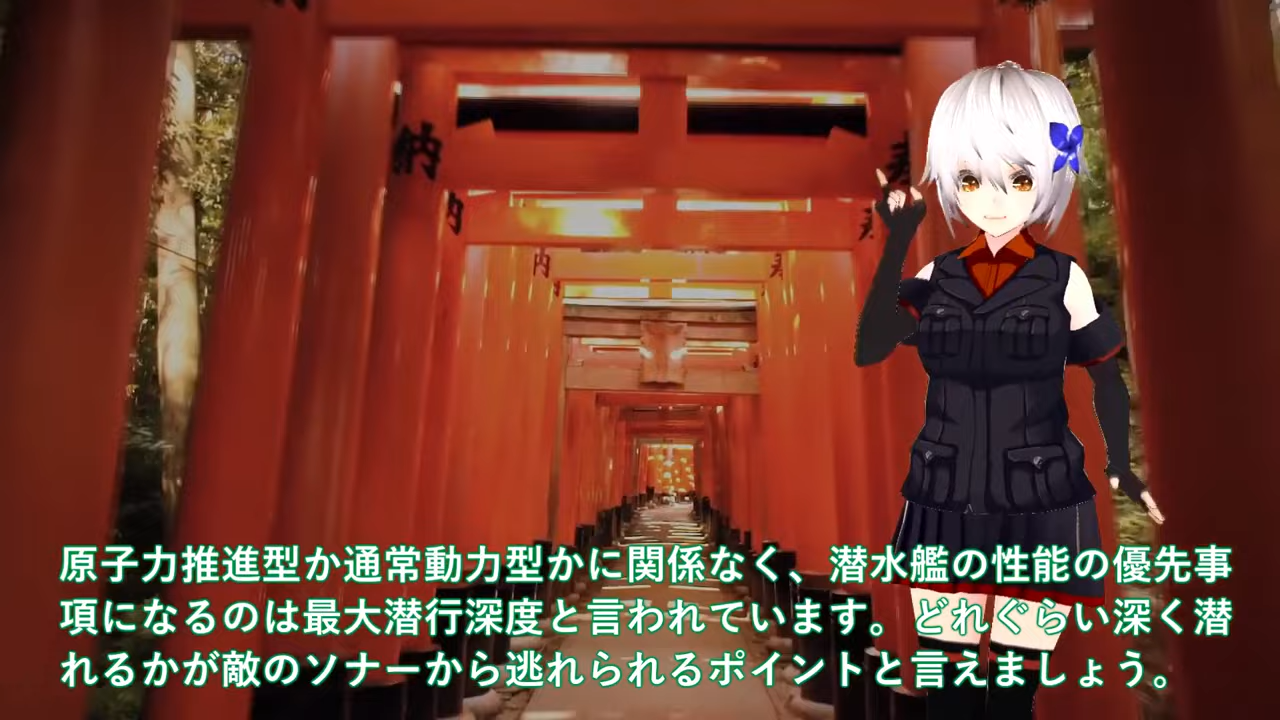 納
内
内
寿
原子力推進型か通常動力型かに関係なく、潜水艦の性能の優先事
項になるのは最大潜行深度と言われています。どれぐらい深く潜
れるかが敵のソナーから逃れられるポイントと言えましょう。